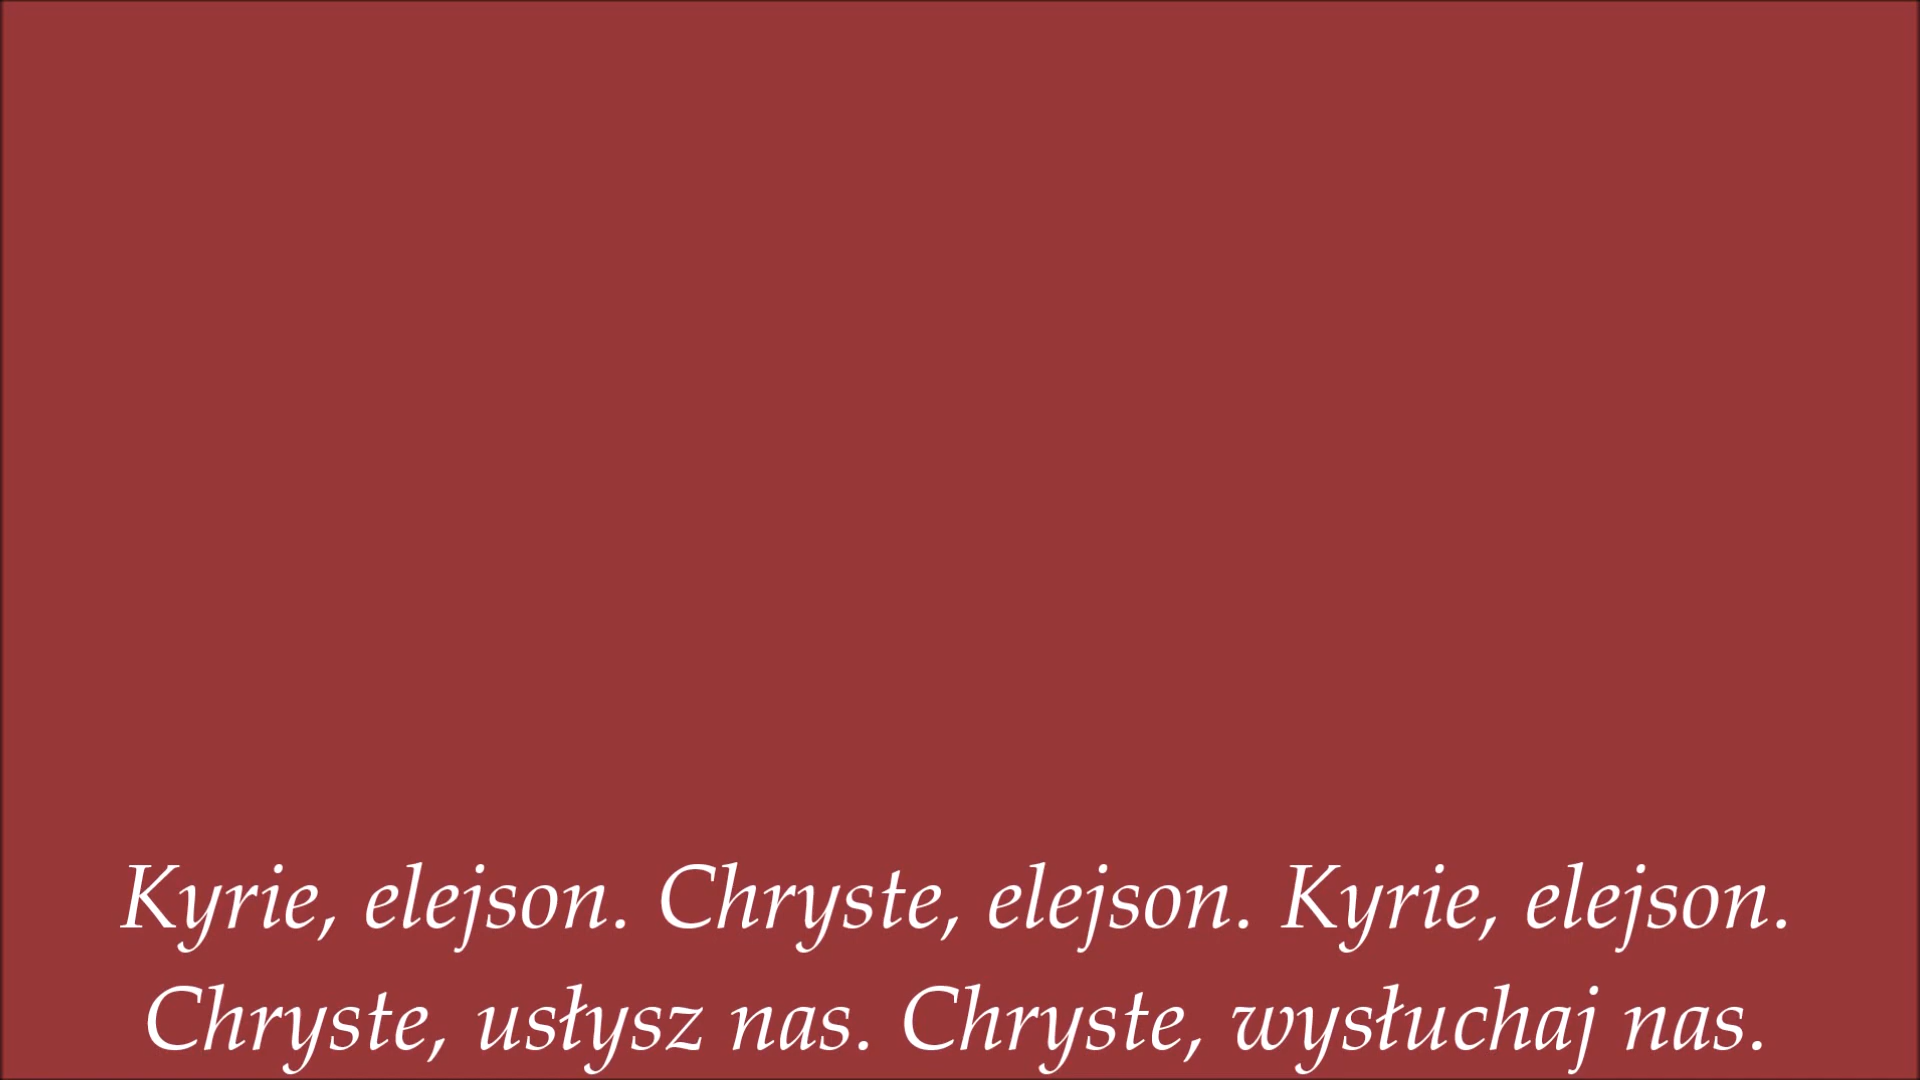 Kyrie, elejson. Chryste, elejson. Kyrie, elejson.
Chryste, usłysz nas. Chryste, wysłuchaj nas.